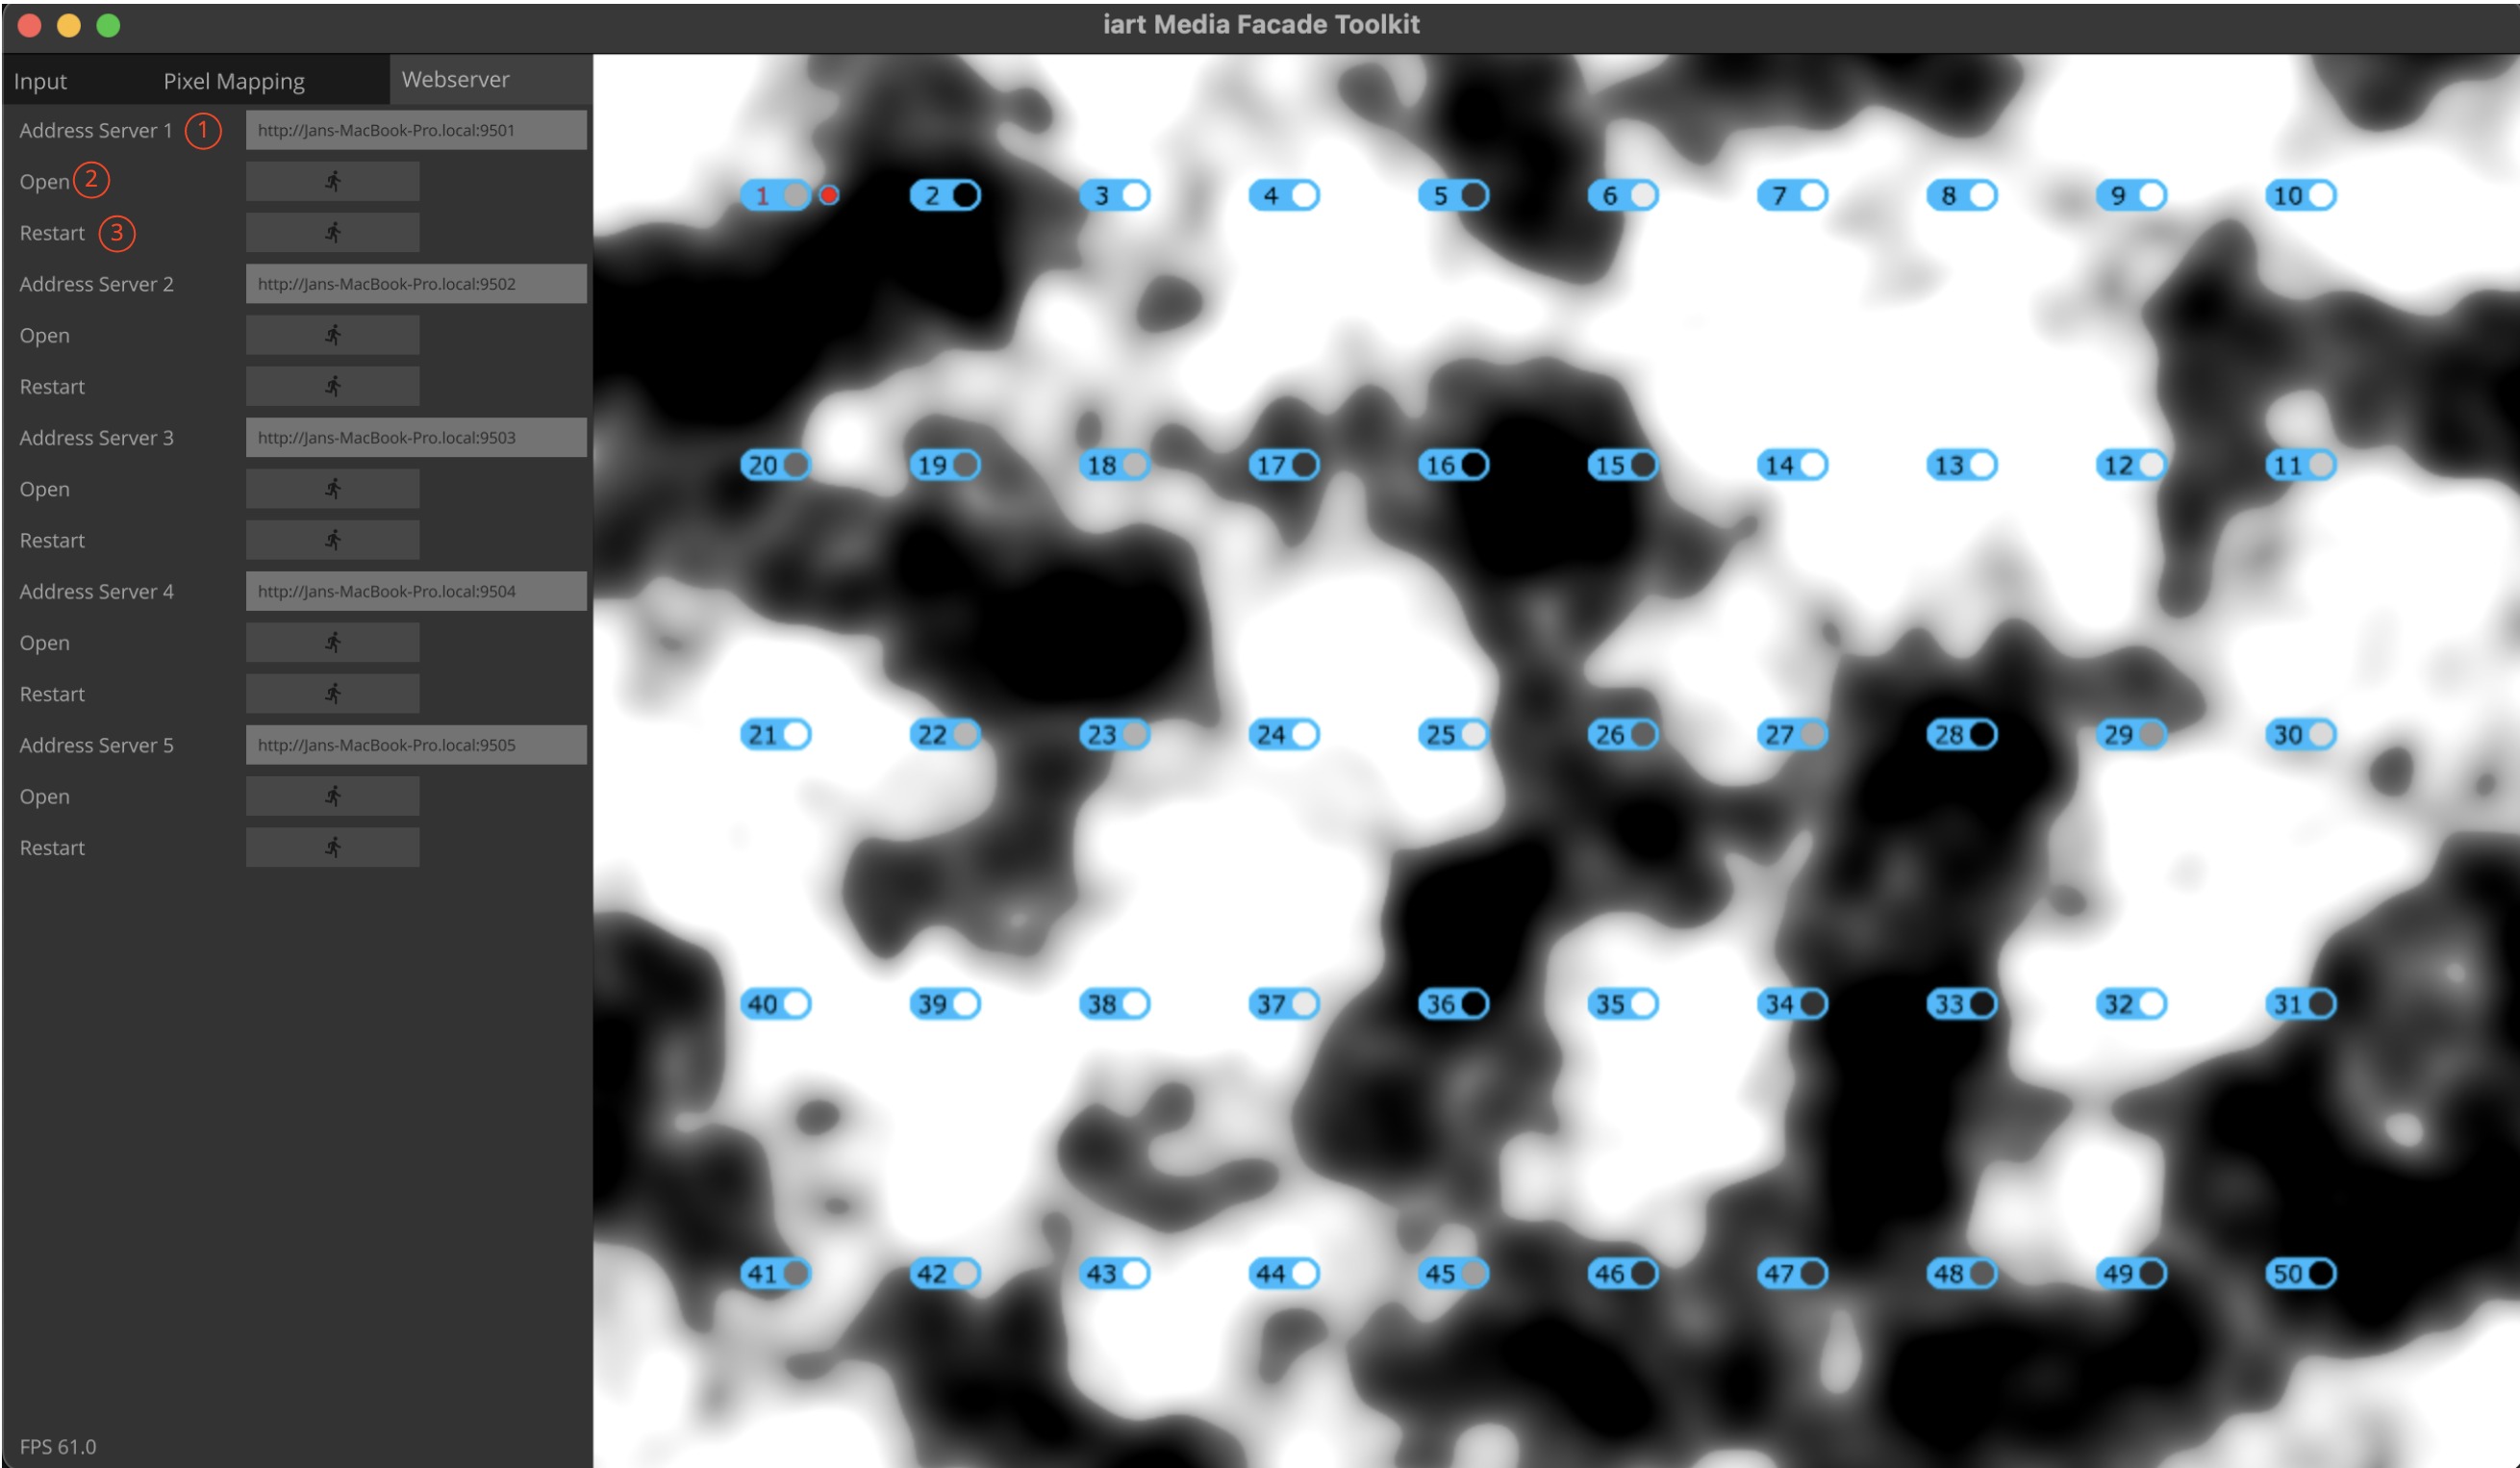 iart Media Facade Toolkit
Input Pixel Mapping Webserver
Address Server 1 1 http://Jans-MacBook-Pro.local:9501
Open 2
Restart 3
Address Server 2 http://Jans-MacBook-Pro.local:9502
Open
Restart
Address Server 3 http://Jans-MacBook-Pro.local:9503
Open
Restart
Address Server 4 http://Jans-MacBook-Pro.local:9504
Open
Restart
Address Server 5 http://Jans-MacBook-Pro.local:9505
Open
Restart
FPS 61.0
1 2 3 4 5 6 7 8 9 10
20 19 18 17 16 15 14 13 12 11
21 22 23 24 25 26 27 28 29 30
40 39 38 37 36 35 34 33 32 31
41 42 43 44 45 46 47 48 49 50